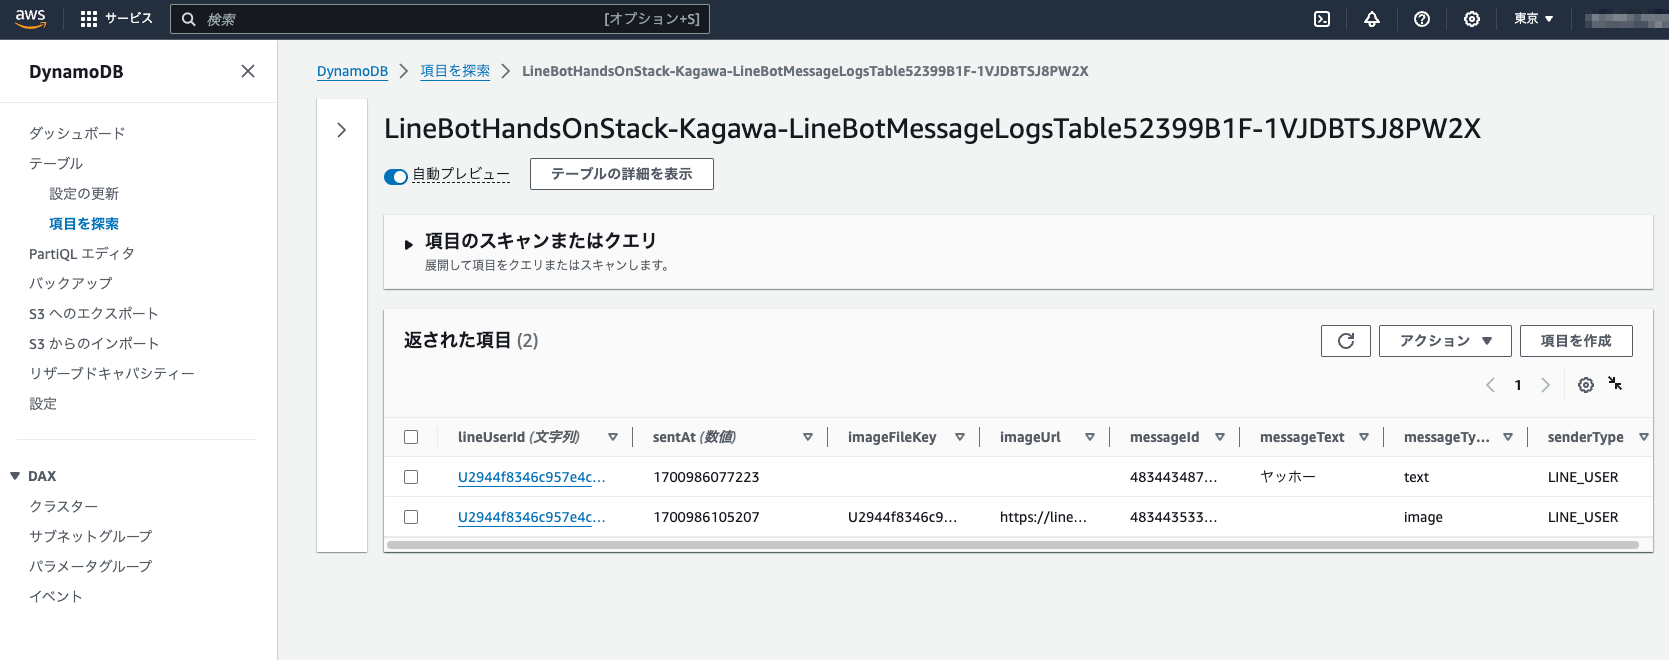 aws
サービス
検索
[オプション+S]
東京 ▼
DynamoDB
ダッシュボード
テーブル
設定の更新
項目を探索
PartiQL エディタ
バックアップ
S3 へのエクスポート
S3 からのインポート
リザーブドキャパシティー
設定
▼ DAX
クラスター
サブネットグループ
パラメータグループ
イベント
DynamoDB > 項目を探索 > LineBotHandsOnStack-Kagawa-LineBotMessageLogsTable52399B1F-1VJDBTSJ8PW2X
LineBotHandsOnStack-Kagawa-LineBotMessageLogsTable52399B1F-1VJDBTSJ8PW2X
自動プレビュー
テーブルの詳細を表示
項目のスキャンまたはクエリ
展開して項目をクエリまたはスキャンします。
返された項目 (2)
アクション ▼
項目を作成
1
lineUserId (文字列) sentAt (数値) imageFileKey imageUrl messageId messageText messageTy... senderType
U2944f8346c957e4c... 1700986077223 483443487... ヤッホー text LINE_USER
U2944f8346c957e4c... 1700986105207 U2944f8346c9... https://line... 483443533... image LINE_USER